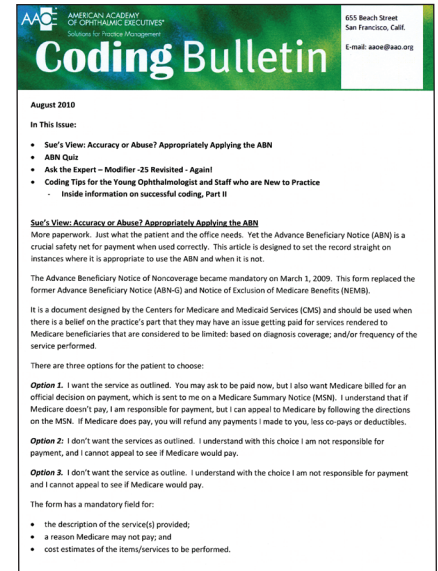 AAOE
AMERICAN ACADEMY
OF OPHTHALMIC EXECUTIVES®
Solutions for Practice Management
Coding Bulletin
655 Beach Street
San Francisco, Calif.
E-mail: aaoe@aao.org
August 2010
In This Issue:
• Sue's View: Accuracy or Abuse? Appropriately Applying the ABN
• ABN Quiz
• Ask the Expert – Modifier -25 Revisited - Again!
• Coding Tips for the Young Ophthalmologist and Staff who are New to Practice
- Inside information on successful coding, Part II
Sue's View: Accuracy or Abuse? Appropriately Applying the ABN
More paperwork. Just what the patient and the office needs. Yet the Advance Beneficiary Notice (ABN) is a
crucial safety net for payment when used correctly. This article is designed to set the record straight on
instances where it is appropriate to use the ABN and when it is not.
The Advance Beneficiary Notice of Noncoverage became mandatory on March 1, 2009. This form replaced the
former Advance Beneficiary Notice (ABN-G) and Notice of Exclusion of Medicare Benefits (NEMB).
It is a document designed by the Centers for Medicare and Medicaid Services (CMS) and should be used when
there is a belief on the practice's part that they may have an issue getting paid for services rendered to
Medicare beneficiaries that are considered to be limited: based on diagnosis coverage; and/or frequency of the
service performed.
There are three options for the patient to choose:
Option 1. I want the service as outlined. You may ask to be paid now, but I also want Medicare billed for an
official decision on payment, which is sent to me on a Medicare Summary Notice (MSN). I understand that if
Medicare doesn't pay, I am responsible for payment, but I can appeal to Medicare by following the directions
on the MSN. If Medicare does pay, you will refund any payments I made to you, less co-pays or deductibles.
Option 2: I don't want the services as outlined. I understand with this choice I am not responsible for
payment, and I cannot appeal to see if Medicare would pay.
Option 3. I don't want the service as outline. I understand with the choice I am not responsible for payment
and I cannot appeal to see if Medicare would pay.
The form has a mandatory field for:
• the description of the service(s) provided;
• a reason Medicare may not pay; and
• cost estimates of the items/services to be performed.